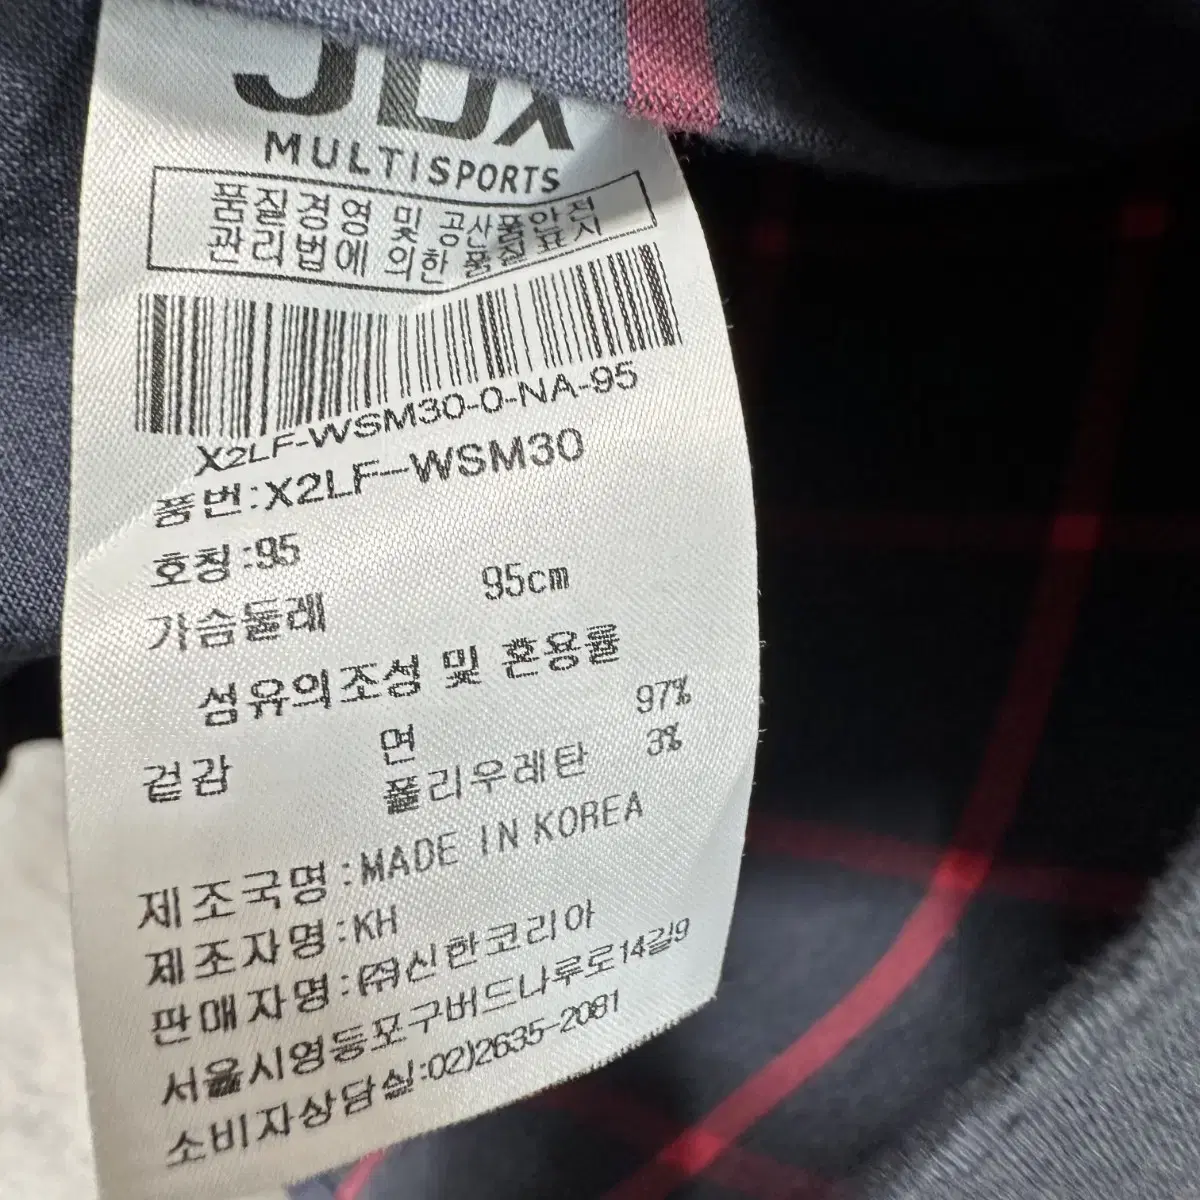 JDX
MULTISPORTS
품질경영 및 공산품안전
관리법에 의한 품질표시
X2LF-WSM30-0-NA-95
품번:X2LF-WSM30
호칭:95
가슴둘레 95cm
섬유의조성 및 혼용률
겉감 면 97%
폴리우레탄 3%
제조국명:MADE IN KOREA
제조자명:KH
판매자명:(주)신한코리아
서울시영등포구버드나루로14길9
소비자상담실:02)2635-2081